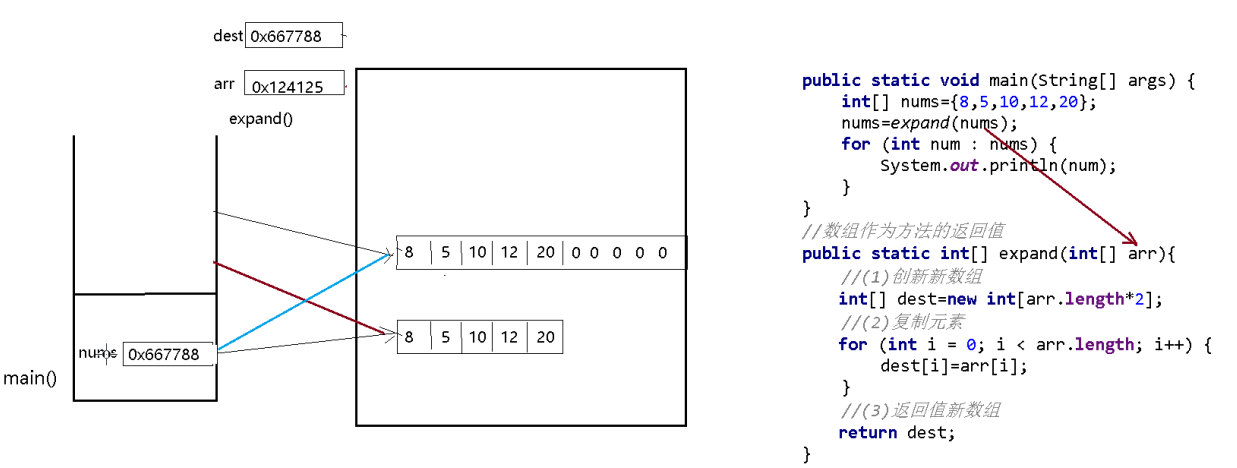 dest 0x667788
arr 0x124125
expand()
8 5 10 12 20 0 0 0 0 0
8 5 10 12 20
nums 0x667788
main()
public static void main(String[] args) {
int[] nums={8,5,10,12,20};
nums=expand(nums);
for (int num : nums) {
System.out.println(num);
}
}
//数组作为方法的返回值
public static int[] expand(int[] arr){
//(1)创新新数组
int[] dest=new int[arr.length*2];
//(2)复制元素
for (int i = 0; i < arr.length; i++) {
dest[i]=arr[i];
}
//(3)返回值新数组
return dest;
}